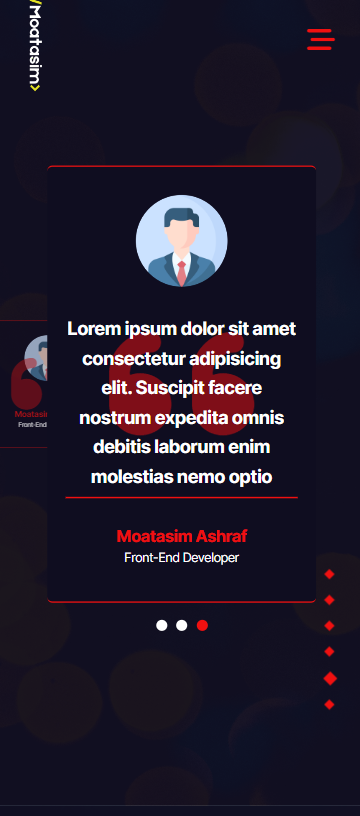 /Moatasim>
Lorem ipsum dolor sit amet
consectetur adipisicing
elit. Suscipit facere
nostrum expedita omnis
debitis laborum enim
molestias nemo optio
Moatasim Ashraf
Front-End Developer
Moatasi
Front-End